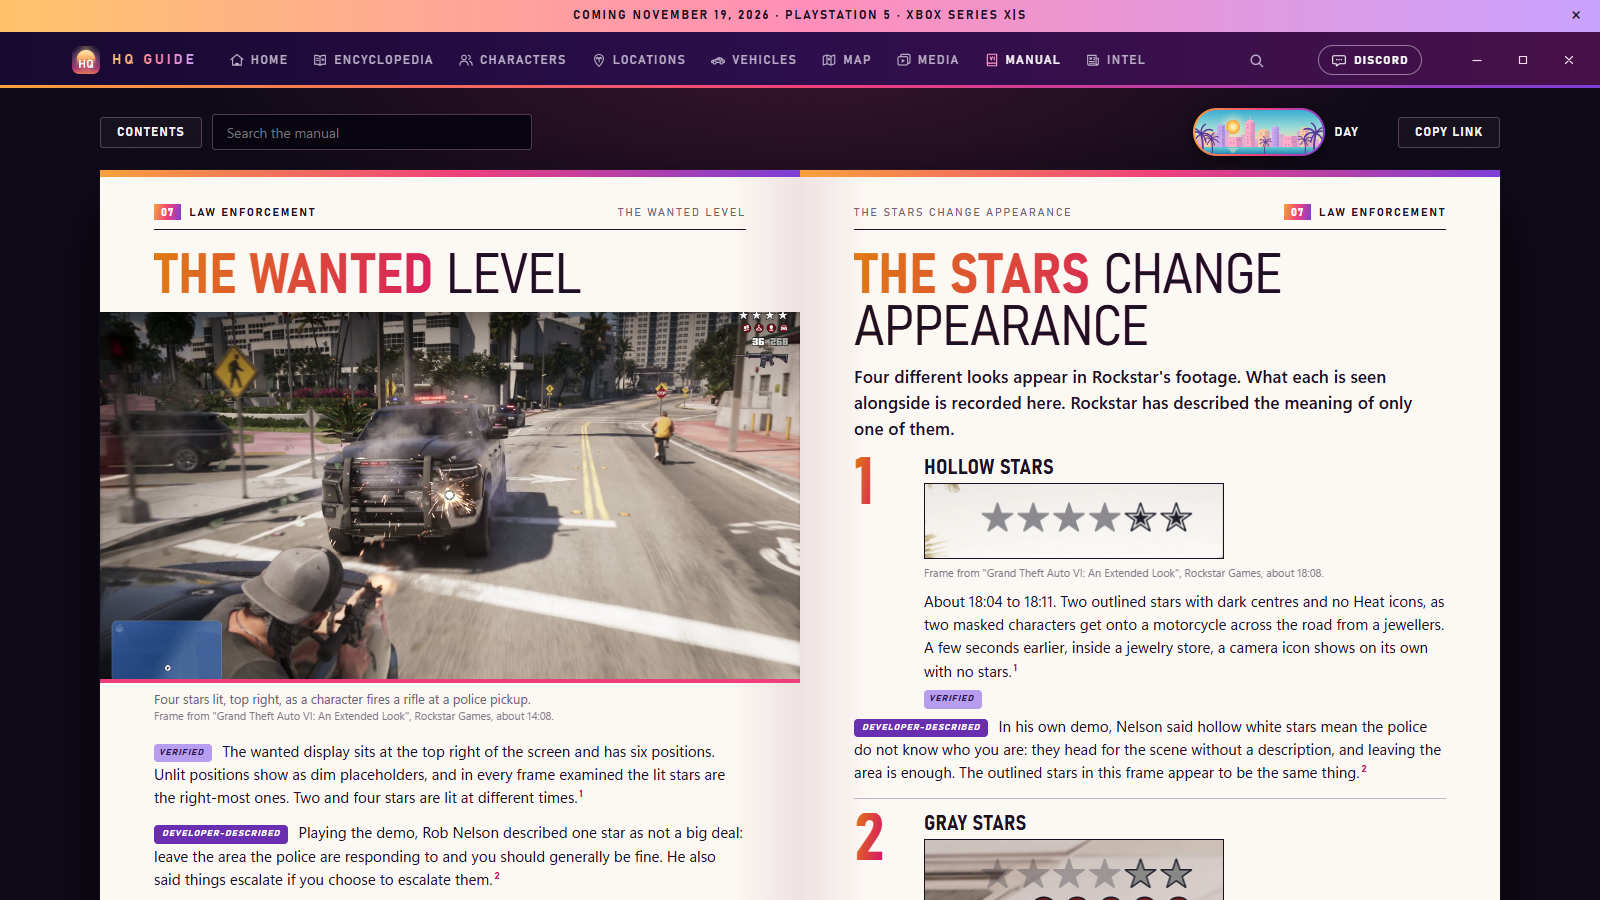 COMING NOVEMBER 19, 2026 · PLAYSTATION 5 · XBOX SERIES X|S
HQ
HQ GUIDE
HOME
ENCYCLOPEDIA
CHARACTERS
LOCATIONS
VEHICLES
MAP
MEDIA
MANUAL
INTEL
DISCORD
CONTENTS
Search the manual
DAY
COPY LINK
07 LAW ENFORCEMENT
THE WANTED LEVEL
THE WANTED LEVEL
36 268
Four stars lit, top right, as a character fires a rifle at a police pickup.
Frame from "Grand Theft Auto VI: An Extended Look", Rockstar Games, about 14:08.
VERIFIED The wanted display sits at the top right of the screen and has six positions.
Unlit positions show as dim placeholders, and in every frame examined the lit stars are
the right-most ones. Two and four stars are lit at different times.1
DEVELOPER-DESCRIBED Playing the demo, Rob Nelson described one star as not a big deal:
leave the area the police are responding to and you should generally be fine. He also
said things escalate if you choose to escalate them.2
THE STARS CHANGE APPEARANCE
07 LAW ENFORCEMENT
THE STARS CHANGE
APPEARANCE
Four different looks appear in Rockstar's footage. What each is seen
alongside is recorded here. Rockstar has described the meaning of only
one of them.
1
HOLLOW STARS
Frame from "Grand Theft Auto VI: An Extended Look", Rockstar Games, about 18:08.
About 18:04 to 18:11. Two outlined stars with dark centres and no Heat icons, as
two masked characters get onto a motorcycle across the road from a jewellers.
A few seconds earlier, inside a jewelry store, a camera icon shows on its own
with no stars.1
VERIFIED
DEVELOPER-DESCRIBED In his own demo, Nelson said hollow white stars mean the police
do not know who you are: they head for the scene without a description, and leaving the
area is enough. The outlined stars in this frame appear to be the same thing.2
2
GRAY STARS